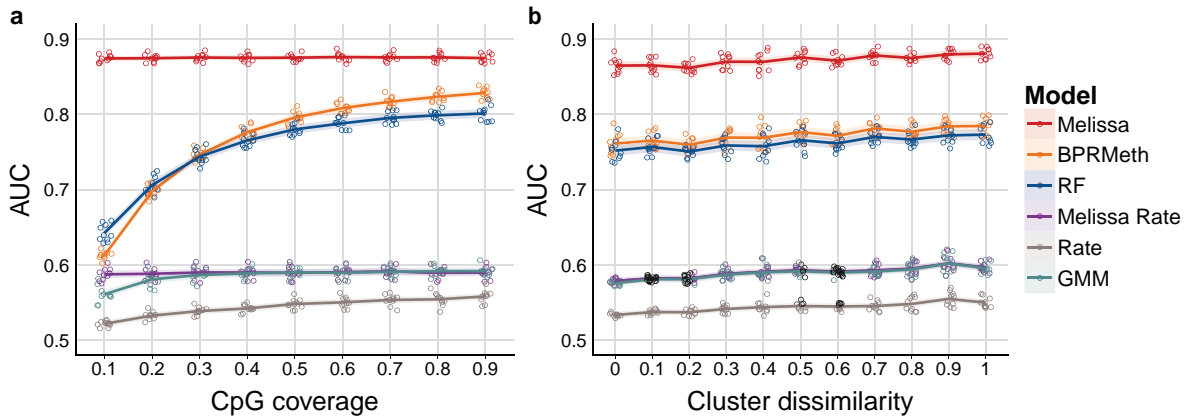 a
AUC
0.9
0.8
0.7
0.6
0.5
0.1 0.2 0.3 0.4 0.5 0.6 0.7 0.8 0.9
CpG coverage
b
AUC
0.9
0.8
0.7
0.6
0.5
0 0.1 0.2 0.3 0.4 0.5 0.6 0.7 0.8 0.9 1
Cluster dissimilarity
Model
Melissa
BPRMeth
RF
Melissa Rate
Rate
GMM